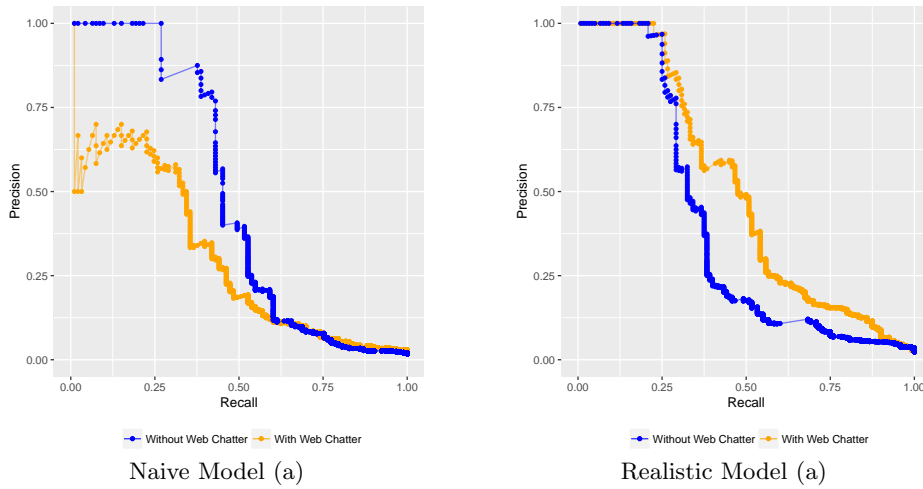 1.00
0.75
0.50
0.25
0.00
Precision
0.00 0.25 0.50 0.75 1.00
Recall
Without Web Chatter With Web Chatter
Naive Model (a)
1.00
0.75
0.50
0.25
0.00
Precision
0.00 0.25 0.50 0.75 1.00
Recall
Without Web Chatter With Web Chatter
Realistic Model (a)